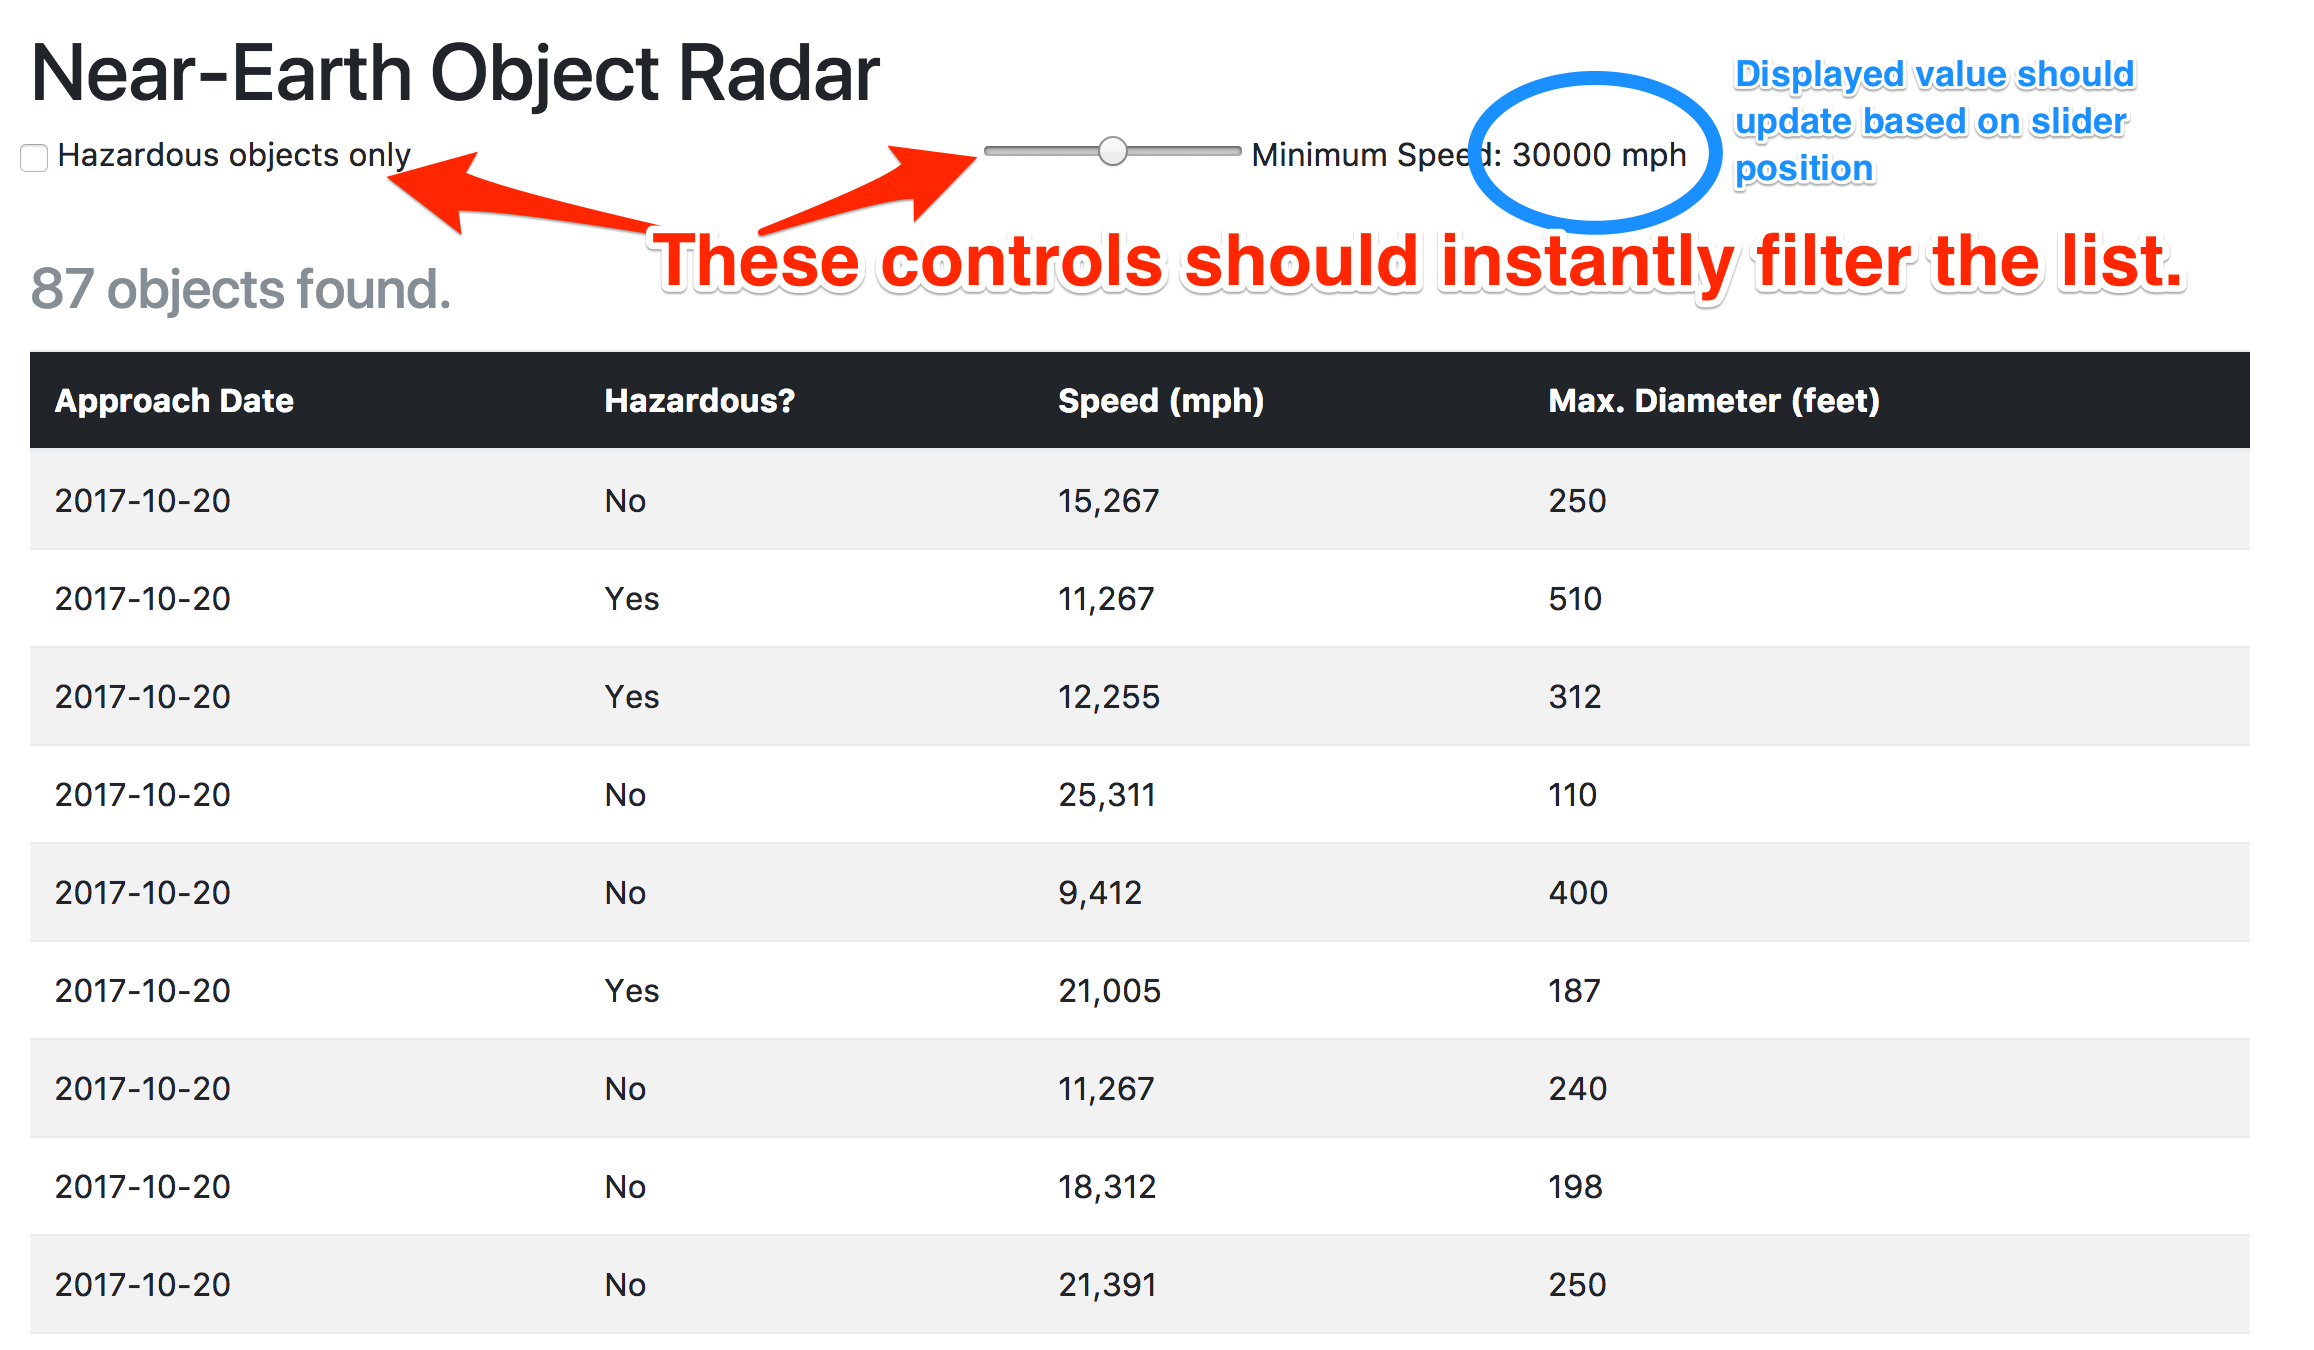 Near-Earth Object Radar
Hazardous objects only
Minimum Speed: 30000 mph
Displayed value should
update based on slider
position
These controls should instantly filter the list.
87 objects found.
Approach Date Hazardous? Speed (mph) Max. Diameter (feet)
2017-10-20 No 15,267 250
2017-10-20 Yes 11,267 510
2017-10-20 Yes 12,255 312
2017-10-20 No 25,311 110
2017-10-20 No 9,412 400
2017-10-20 Yes 21,005 187
2017-10-20 No 11,267 240
2017-10-20 No 18,312 198
2017-10-20 No 21,391 250